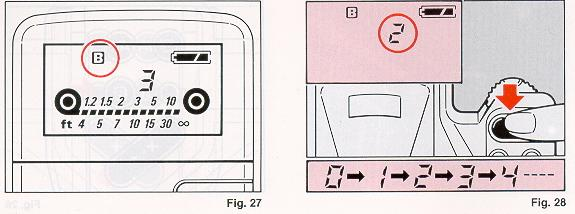 B
3
1.2 1.5 2 3 5 10
ft 4 5 7 10 15 30 ∞
Fig. 27
B
2
0 → 1 → 2 → 3 → 4 ----
Fig. 28